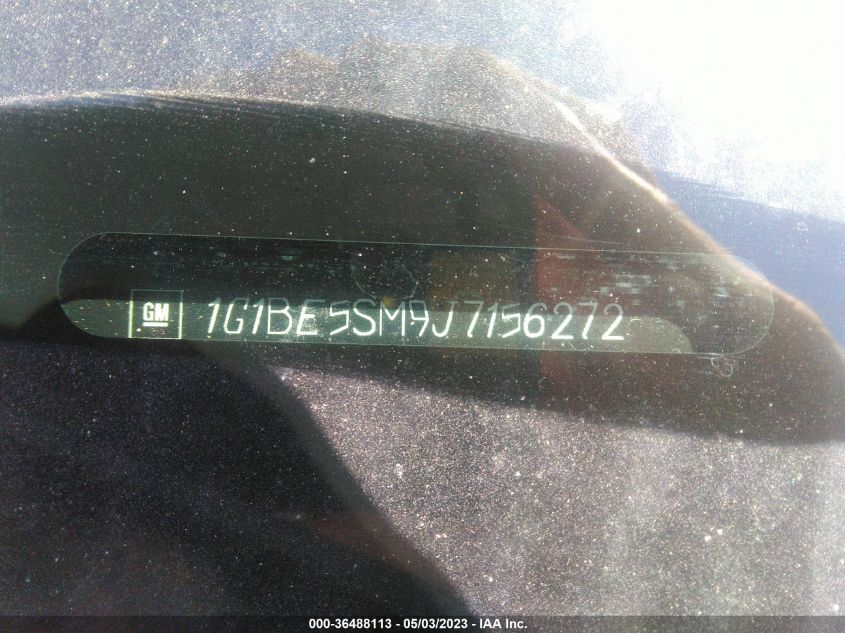 GM 1G1BE5SM9J7156272
000-36488113 - 05/03/2023 - IAA Inc.